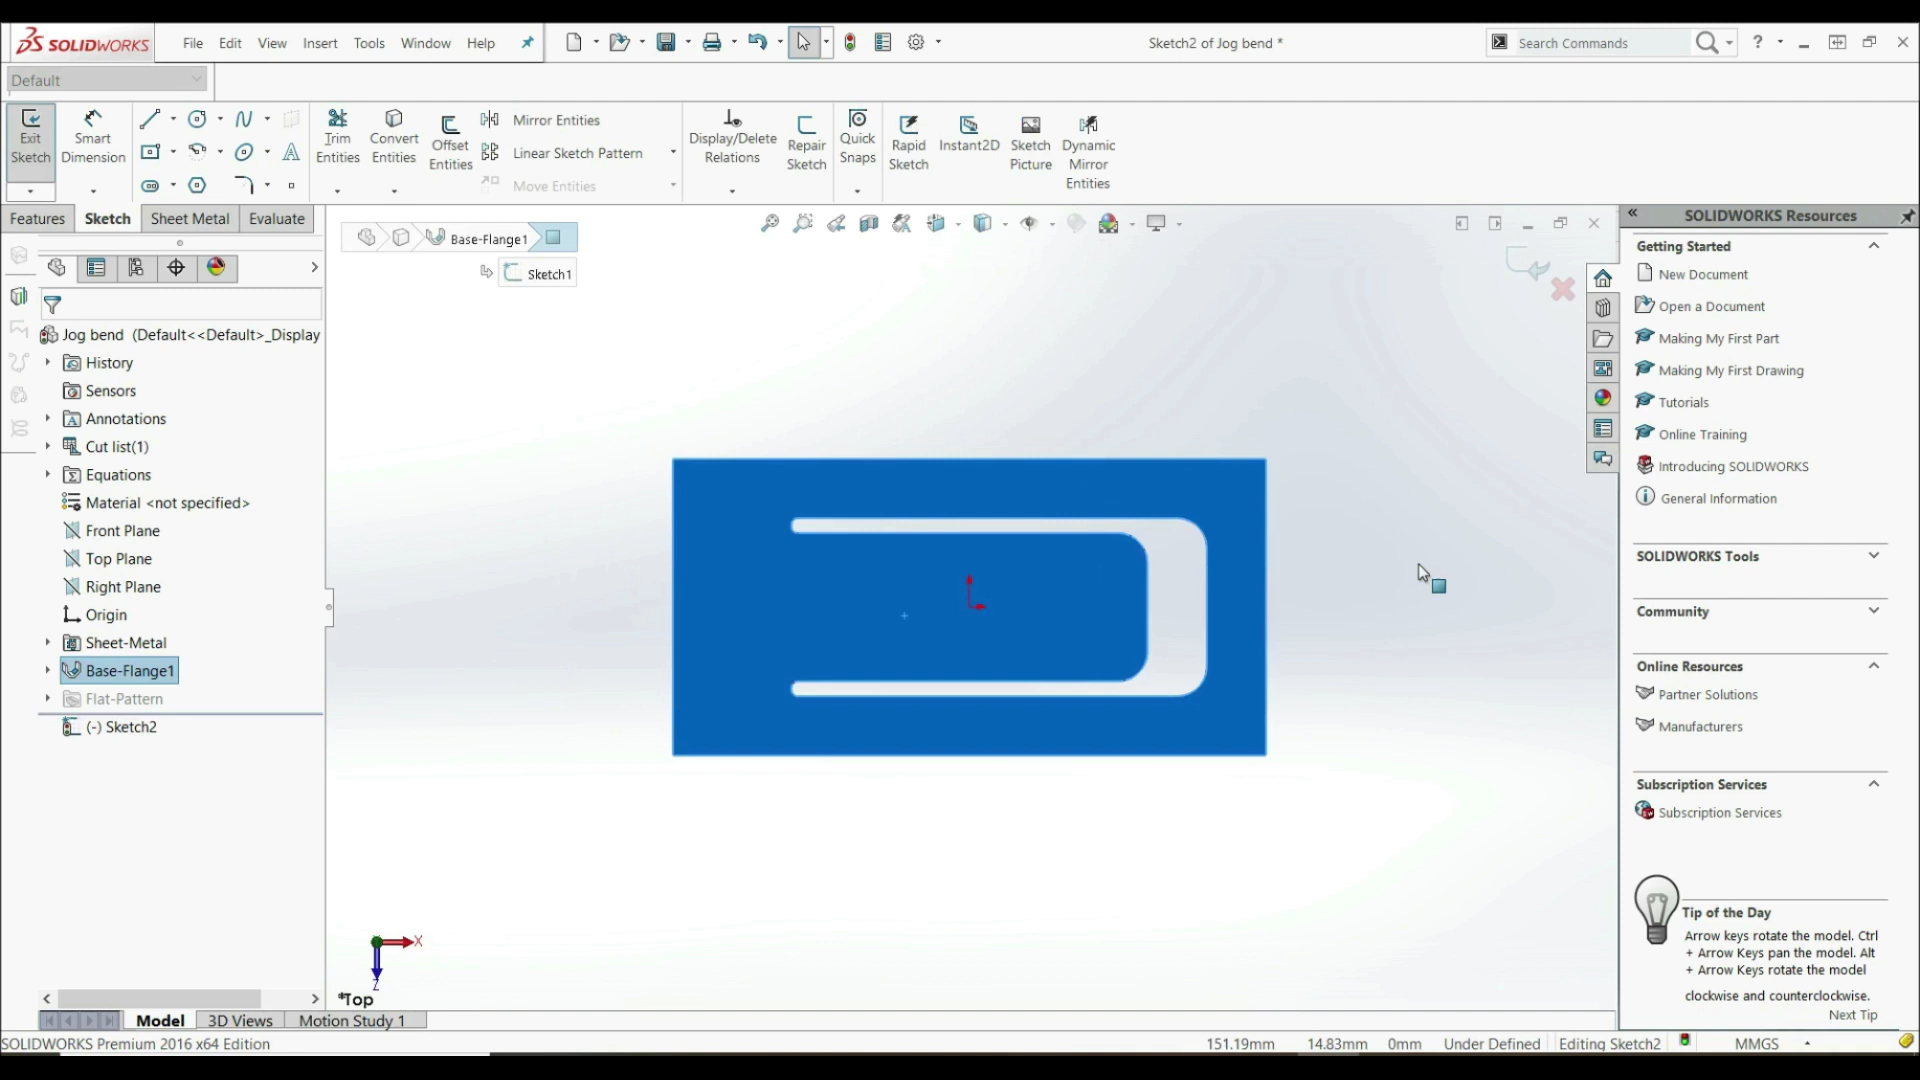 SOLIDWORKS File Edit View Insert Tools Window Help Sketch2 of Jog bend * Search Commands ?
Default
Exit Sketch
Smart Dimension
Trim Entities
Convert Entities
Offset Entities
Mirror Entities
Linear Sketch Pattern
Move Entities
Display/Delete Relations
Repair Sketch
Quick Snaps
Rapid Sketch
Instant2D
Sketch Picture
Dynamic Mirror Entities
Features Sketch Sheet Metal Evaluate
Base-Flange1
Sketch1
Jog bend (Default<<Default>_Display
History
Sensors
Annotations
Cut list(1)
Equations
Material <not specified>
Front Plane
Top Plane
Right Plane
Origin
Sheet-Metal
Base-Flange1
Flat-Pattern
(-) Sketch2
X
Z
*Top
SOLIDWORKS Resources
Getting Started
New Document
Open a Document
Making My First Part
Making My First Drawing
Tutorials
Online Training
Introducing SOLIDWORKS
General Information
SOLIDWORKS Tools
Community
Online Resources
Partner Solutions
Manufacturers
Subscription Services
Subscription Services
Tip of the Day
Arrow keys rotate the model. Ctrl
+ Arrow Keys pan the model. Alt
+ Arrow Keys rotate the model
clockwise and counterclockwise.
Next Tip
Model 3D Views Motion Study 1
SOLIDWORKS Premium 2016 x64 Edition 151.19mm 14.83mm 0mm Under Defined Editing Sketch2 MMGS